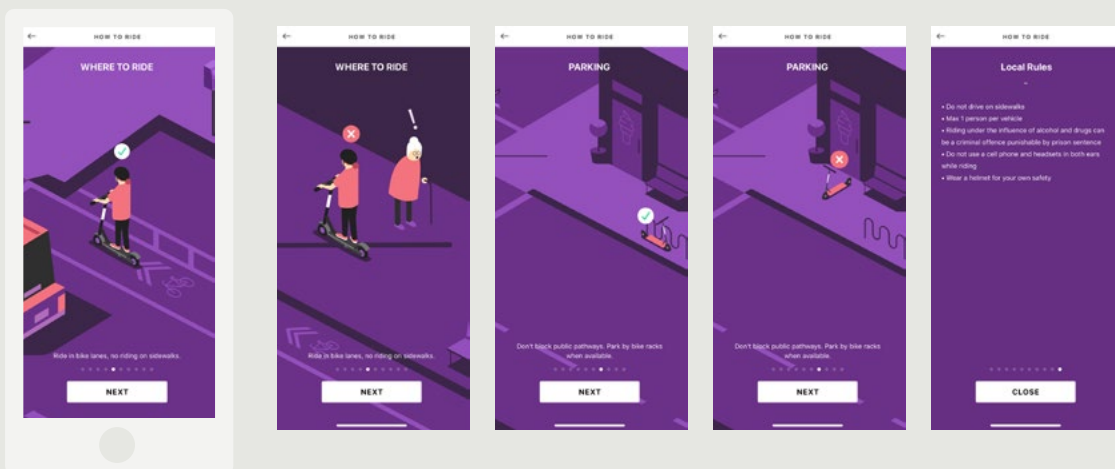 HOW TO RIDE
WHERE TO RIDE
Ride in bike lanes, no riding on sidewalks.
NEXT
HOW TO RIDE
WHERE TO RIDE
!
Ride in bike lanes, no riding on sidewalks.
NEXT
HOW TO RIDE
PARKING
Don't block public pathways. Park by bike racks
when available.
NEXT
HOW TO RIDE
PARKING
Don't block public pathways. Park by bike racks
when available.
NEXT
HOW TO RIDE
Local Rules
-
• Do not drive on sidewalks
• Max 1 person per vehicle
• Riding under the influence of alcohol and drugs can
be a criminal offence punishable by prison sentence
• Do not use a cell phone and headsets in both ears
while riding
• Wear a helmet for your own safety
CLOSE